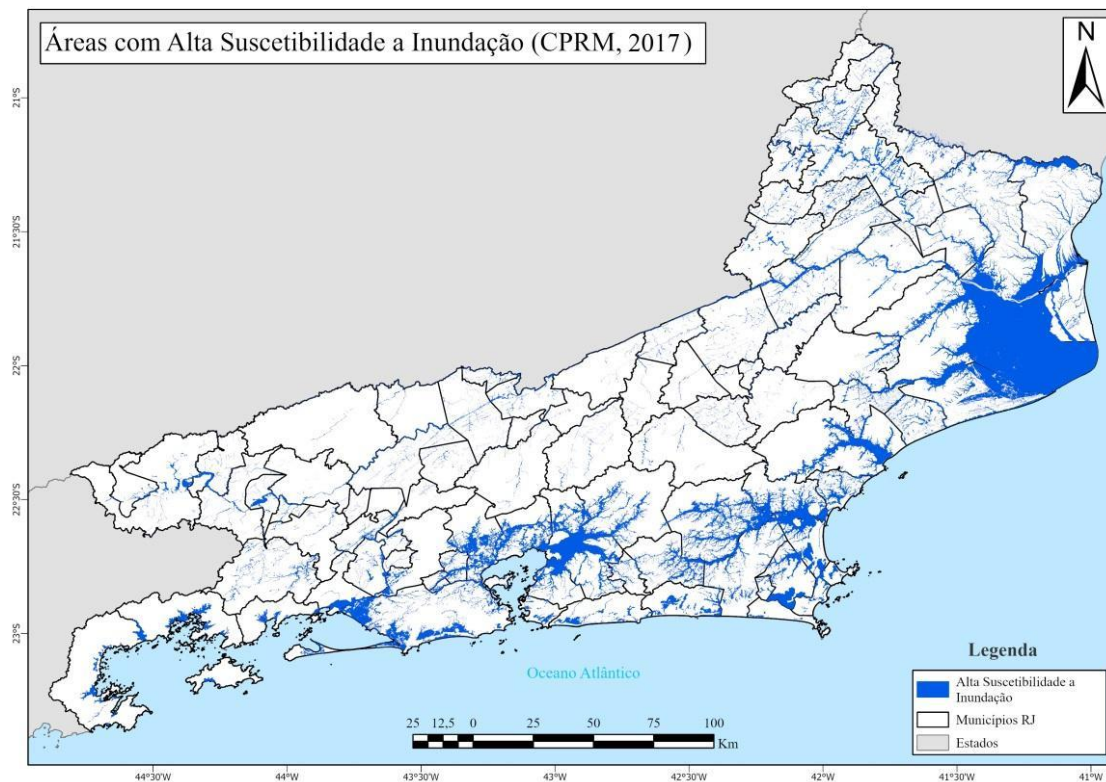 Áreas com Alta Suscetibilidade a Inundação (CPRM, 2017)
N
21°S
21°30'S
22°S
22°30'S
23°S
Oceano Atlântico
Legenda
Alta Suscetibilidade a
Inundação
Municípios RJ
Estados
25 12,5 0 25 50 75 100
Km
44°30'W 44°W 43°30'W 43°W 42°30'W 42°W 41°30'W 41°W